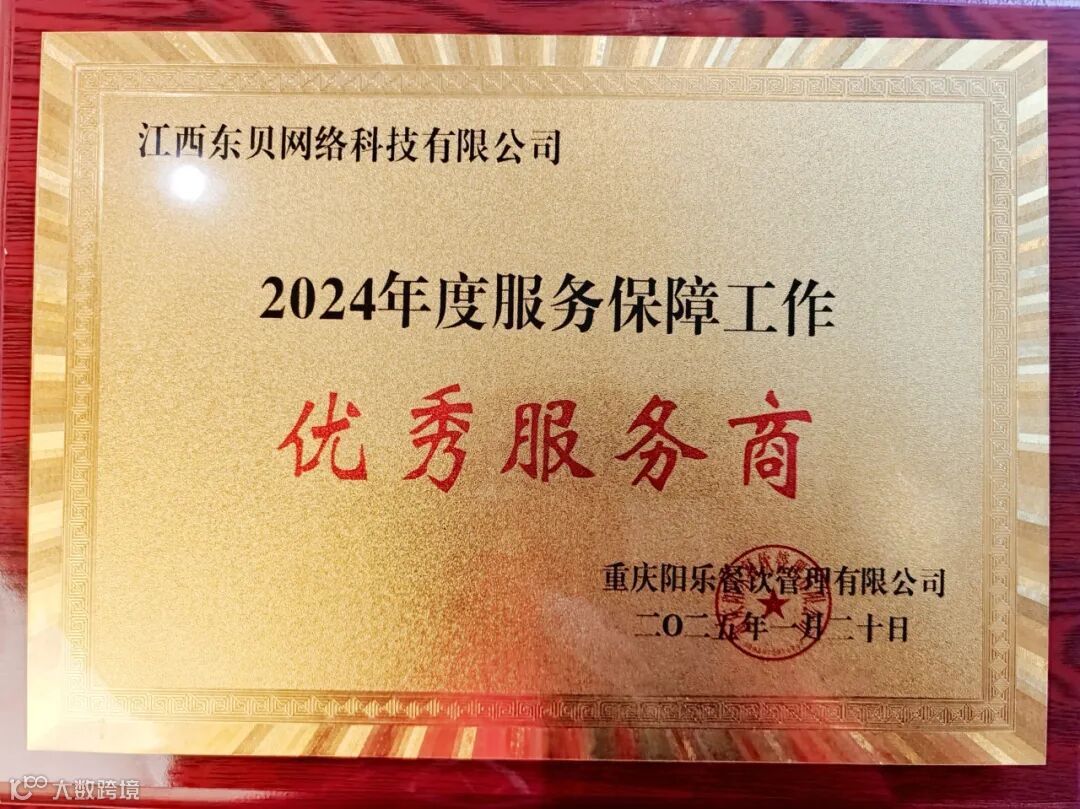 江西东贝网络科技有限公司
2024年度服务保障工作
优秀服务商
重庆阳乐餐饮管理有限公司
二〇二五年一月二十日
大数跨境